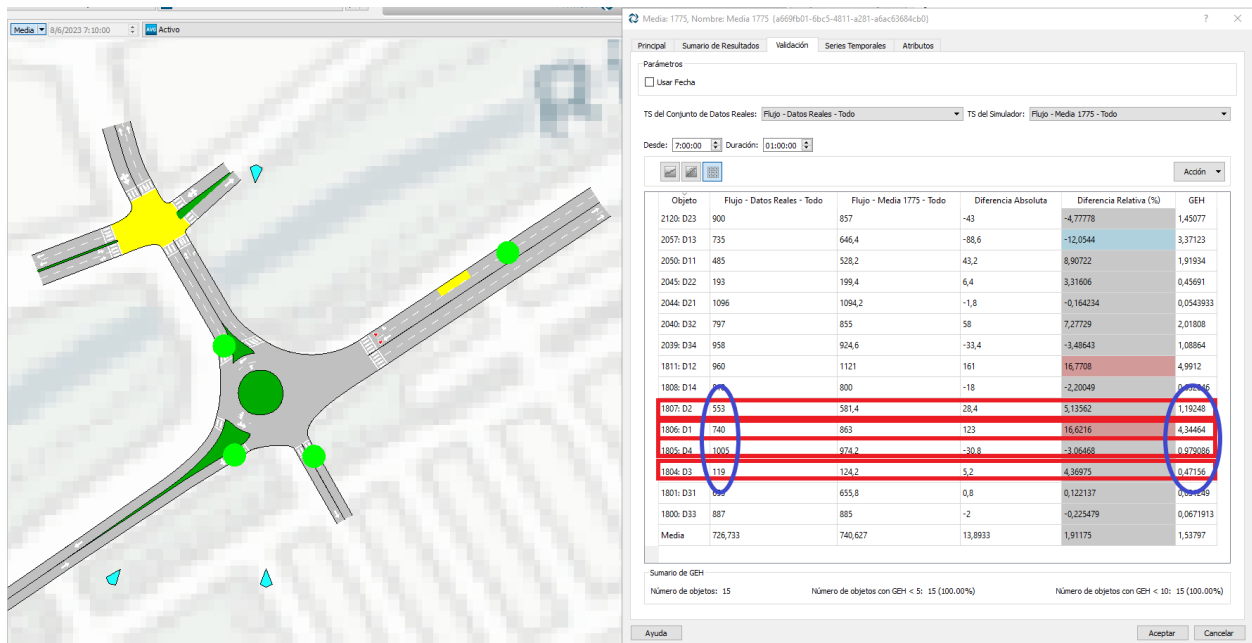 Media 8/6/2023 7:10:00 AVG Activo
Media: 1775, Nombre: Media 1775 (a669fb01-6bc5-4811-a281-a6ac63684cb0) ? ×
Principal Sumario de Resultados Validación Series Temporales Atributos
Parámetros
Usar Fecha
TS del Conjunto de Datos Reales: Flujo - Datos Reales - Todo TS del Simulador: Flujo - Media 1775 - Todo
Desde: 7:00:00 Duración: 01:00:00
Acción
Objeto Flujo - Datos Reales - Todo Flujo - Media 1775 - Todo Diferencia Absoluta Diferencia Relativa (%) GEH
2120: D23 900 857 -43 -4,77778 1,45077
2057: D13 735 646,4 -88,6 -12,0544 3,37123
2050: D11 485 528,2 43,2 8,90722 1,91934
2045: D22 193 199,4 6,4 3,31606 0,45691
2044: D21 1096 1094,2 -1,8 -0,164234 0,0543933
2040: D32 797 855 58 7,27729 2,01808
2039: D34 958 924,6 -33,4 -3,48643 1,08864
1811: D12 960 1121 161 16,7708 4,9912
1808: D14 800 -18 -2,20049
1807: D2 553 581,4 28,4 5,13562 1,19248
1806: D1 740 863 123 16,6216 4,34464
1805: D4 1005 974,2 -30,8 -3,06468 0,979086
1804: D3 119 124,2 5,2 4,36975 0,47156
1801: D31 655,8 0,8 0,122137
1800: D33 887 885 -2 -0,225479 0,0671913
Media 726,733 740,627 13,8933 1,91175 1,53797
Sumario de GEH
Número de objetos: 15 Número de objetos con GEH < 5: 15 (100.00%) Número de objetos con GEH < 10: 15 (100.00%)
Ayuda Aceptar Cancelar